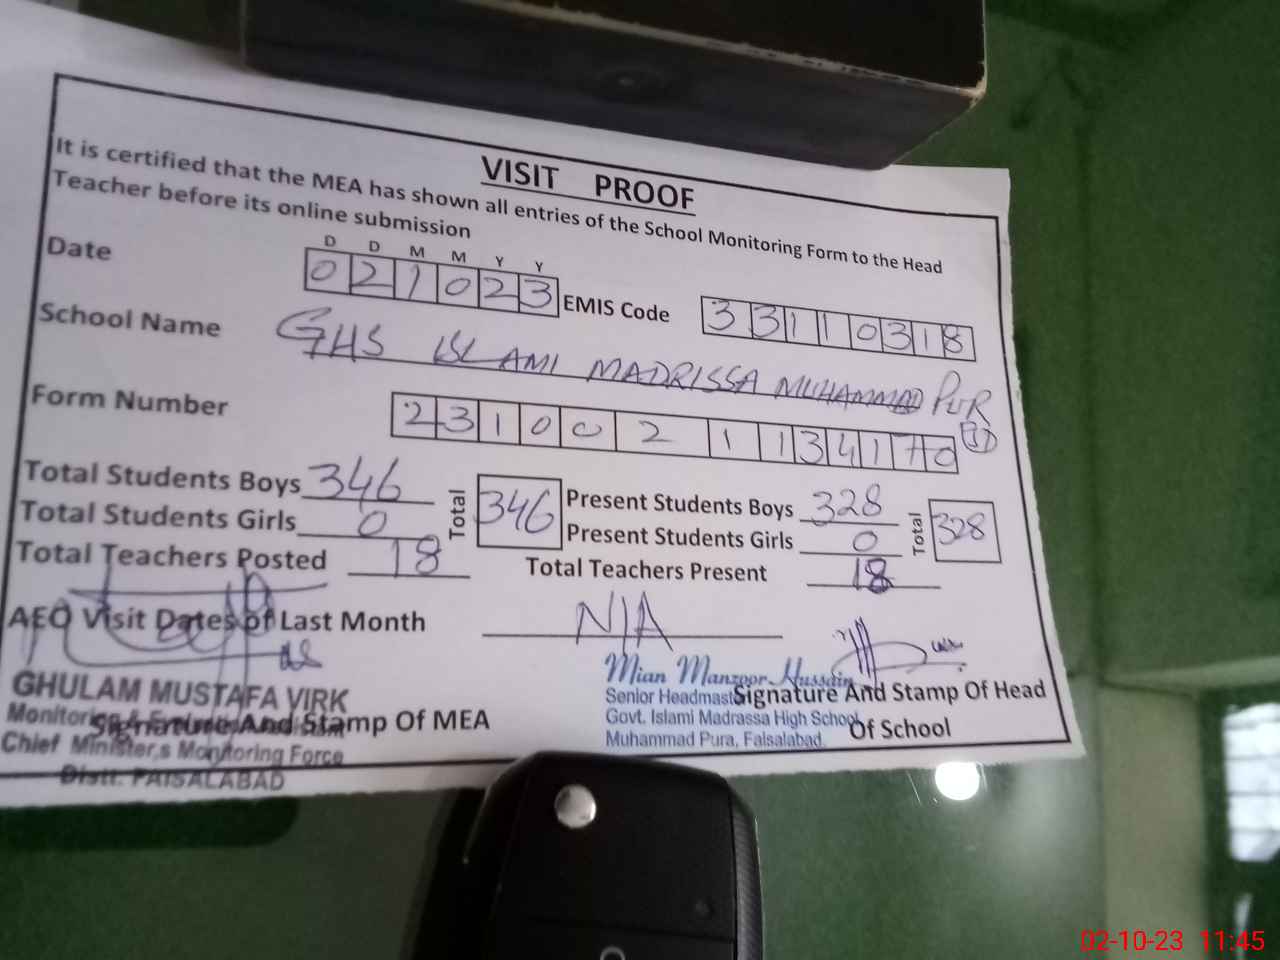 VISIT PROOF
It is certified that the MEA has shown all entries of the School Monitoring Form to the Head
Teacher before its online submission
D D M M Y Y
Date 0 2 1 0 2 3 EMIS Code 3 3 1 1 0 3 1 8
School Name GHS ISLAMI MADRISSA MUHAMMAD PUR
Form Number 2 3 1 0 0 2 1 1 3 4 1 7 0
Total Students Boys 346 Total 346 Present Students Boys 328 Total 328
Total Students Girls 0 Present Students Girls 0
Total Teachers Posted 18 Total Teachers Present 18
AEO Visit Dates of Last Month N/A
Mian Manzoor Hussain
Senior Headmaster
Govt. Islami Madrassa High School
Muhammad Pura, Faisalabad.
Signature And Stamp Of Head
Of School
GHULAM MUSTAFA VIRK
Monitoring &
Signature And Stamp Of MEA
Chief Minister,s Monitoring Force
Distt. FAISALABAD
02-10-23 11:45